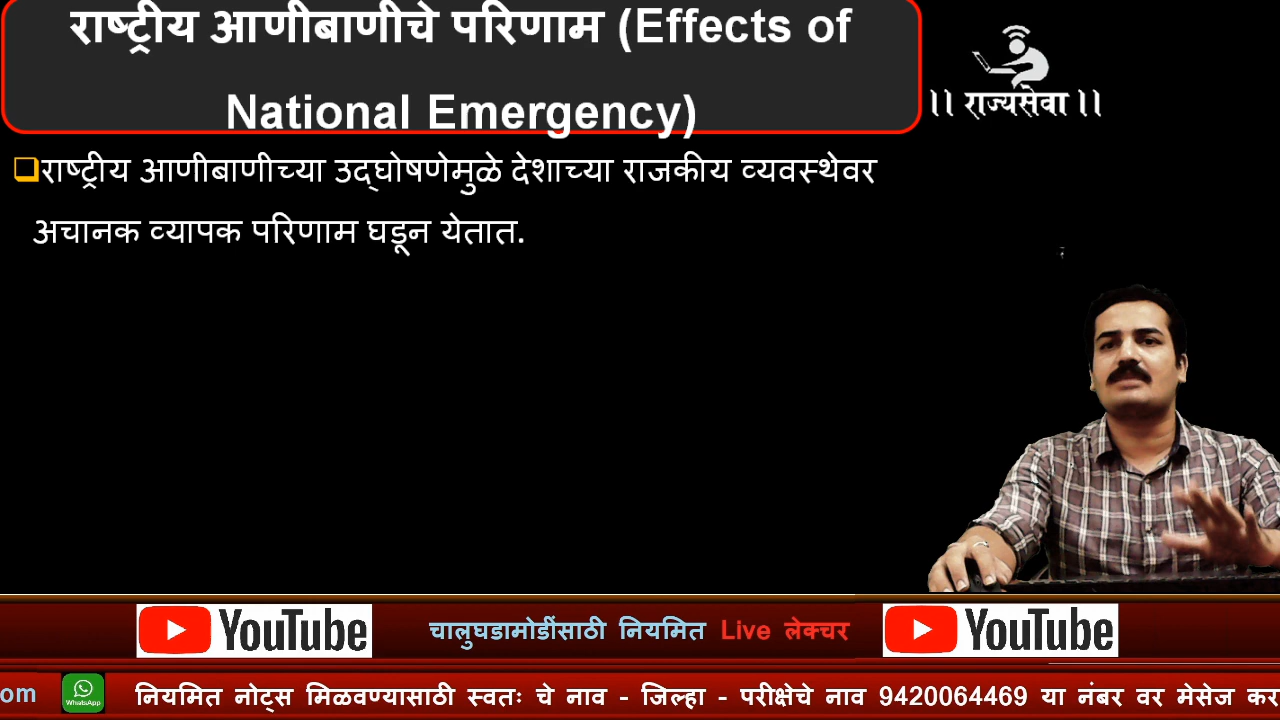 राष्ट्रीय आणीबाणीचे परिणाम (Effects of
National Emergency)
।। राज्यसेवा ।।
राष्ट्रीय आणीबाणीच्या उद्‌घोषणेमुळे देशाच्या राजकीय व्यवस्थेवर
अचानक व्यापक परिणाम घडून येतात.
YouTube चालुघडामोडींसाठी नियमित Live लेक्चर YouTube
om WhatsApp नियमित नोट्स मिळवण्यासाठी स्वतः चे नाव - जिल्हा - परीक्षेचे नाव 9420064469 या नंबर वर मेसेज कर